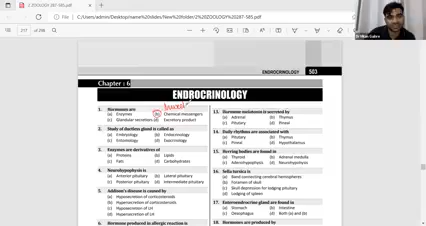 1. ZOOLOGY 287-585.pdf
C:/Users/admin/Desktop/name%20slides/New%20folder/2%20ZOOLOGY%20287-585.pdf
of 298
ENDROCRINOLOGY 503
Chapter : 6
ENDROCRINOLOGY
1. Hormones are
(a) Enzymes (b) Chemical messengers
(c) Glandular secretions (d) Excretory product
2. Study of ductless gland is called as
(a) Embryology (b) Endocrinology
(c) Entomology (d) Excrinology
3. Enzymes are derivatives of
(a) Proteins (b) Lipids
(c) Fats (d) Carbohydrates
4. Neurohypophysis is
(a) Anterior pituitary (b) Lateral pituitary
(c) Posterior pituitary (d) Intermediate pituitary
5. Addison's disease is caused by
(a) Hyposecretion of corticosteroids
(b) Hypersecretion of corticosteroids
(c) Hyposecretion of LH
(d) Hypersecretion of LH
6. Hormone produced in allergic reaction is
13. Hormone melatonin is secreted by
(a) Adrenal (b) Thymus
(c) Pituitary (d) Pineal
14. Daily rhythms are associated with
(a) Pituitary (b) Thymus
(c) Pineal (d) Hypothalamus
15. Herring bodies are found in
(a) Thyroid (b) Adrenal medulla
(c) Adenohypophysis (d) Neurohypophysis
16. Sella turcica is
(a) Band connecting cerebral hemispheres
(b) Foramen of skull
(c) Skull depression for lodging pituitary
(d) Lodging of spleen
17. Enteroendocrine gland are found in
(a) Stomach (b) Intestine
(c) Oesophagus (d) Both (a) and (b)
18. Hormones are produced by